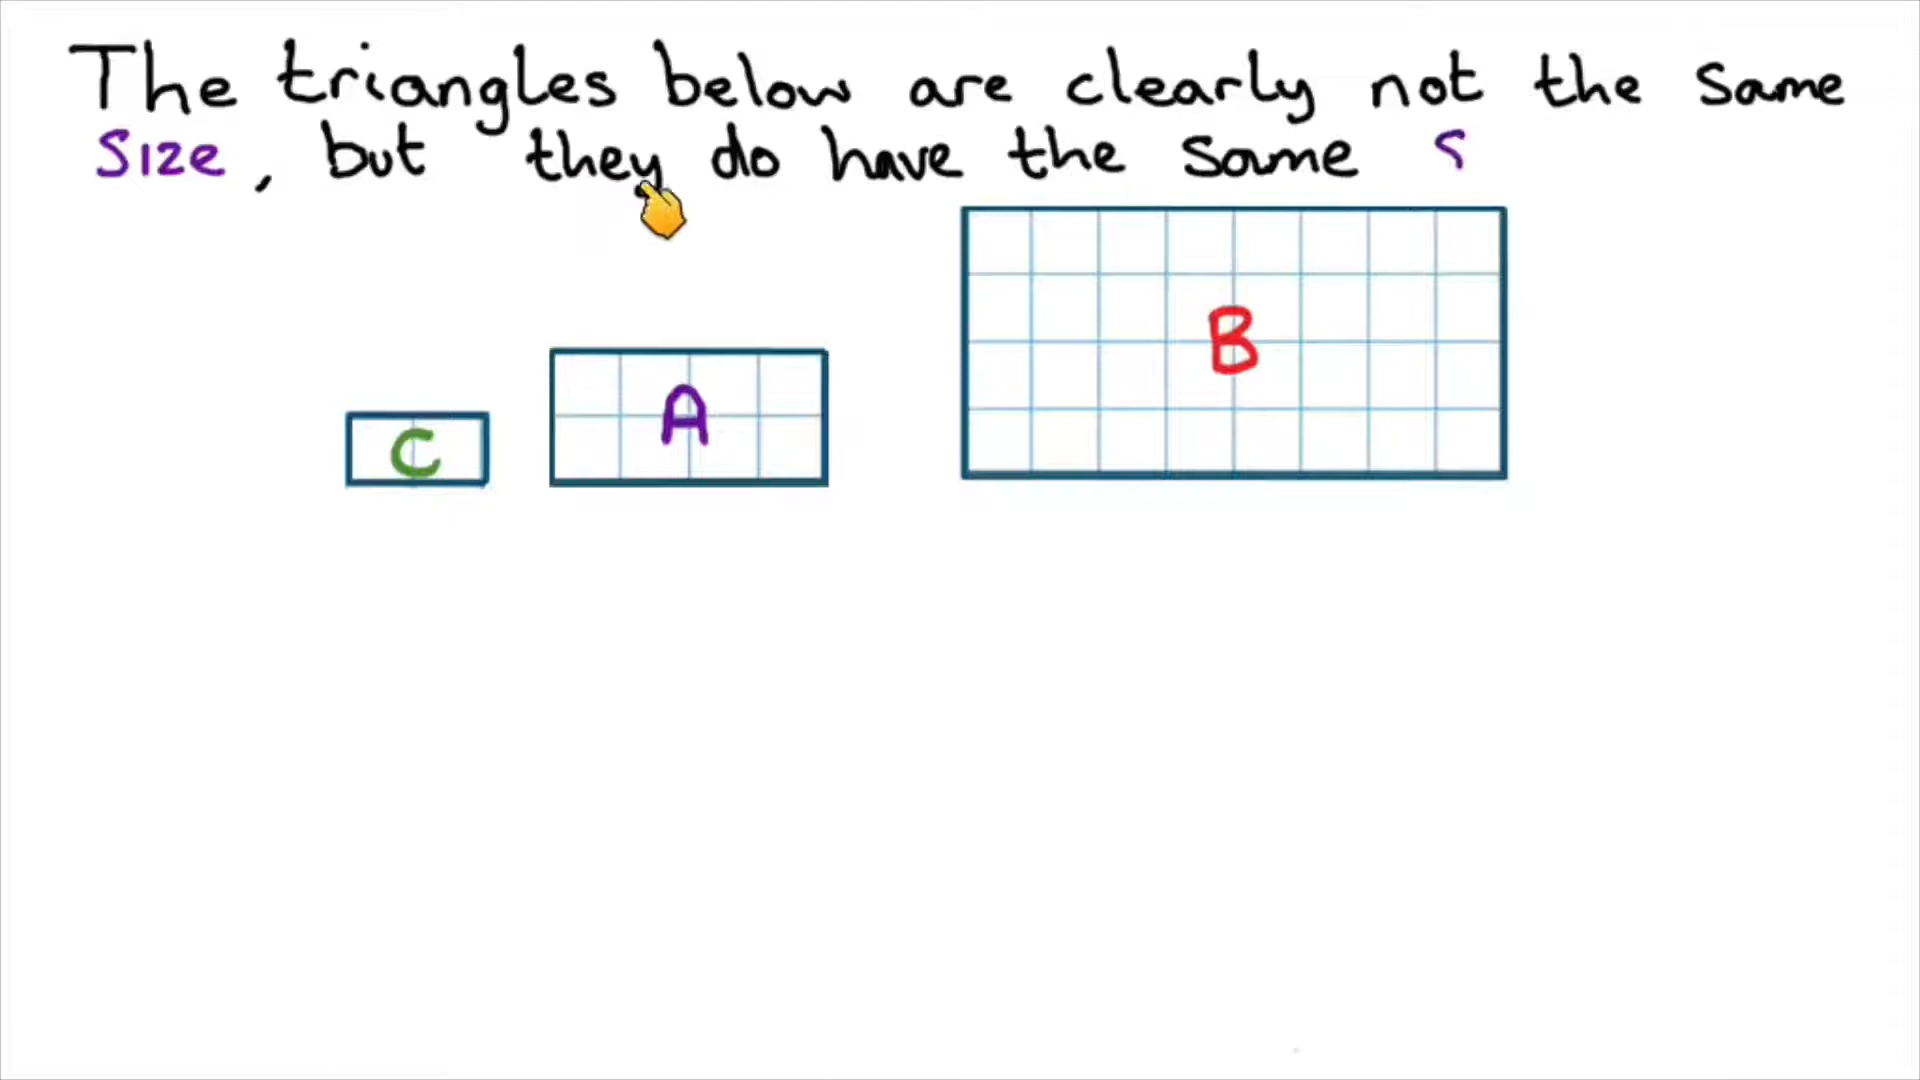 The triangles below are clearly not the same
Size, but they do have the same s
C
A
B